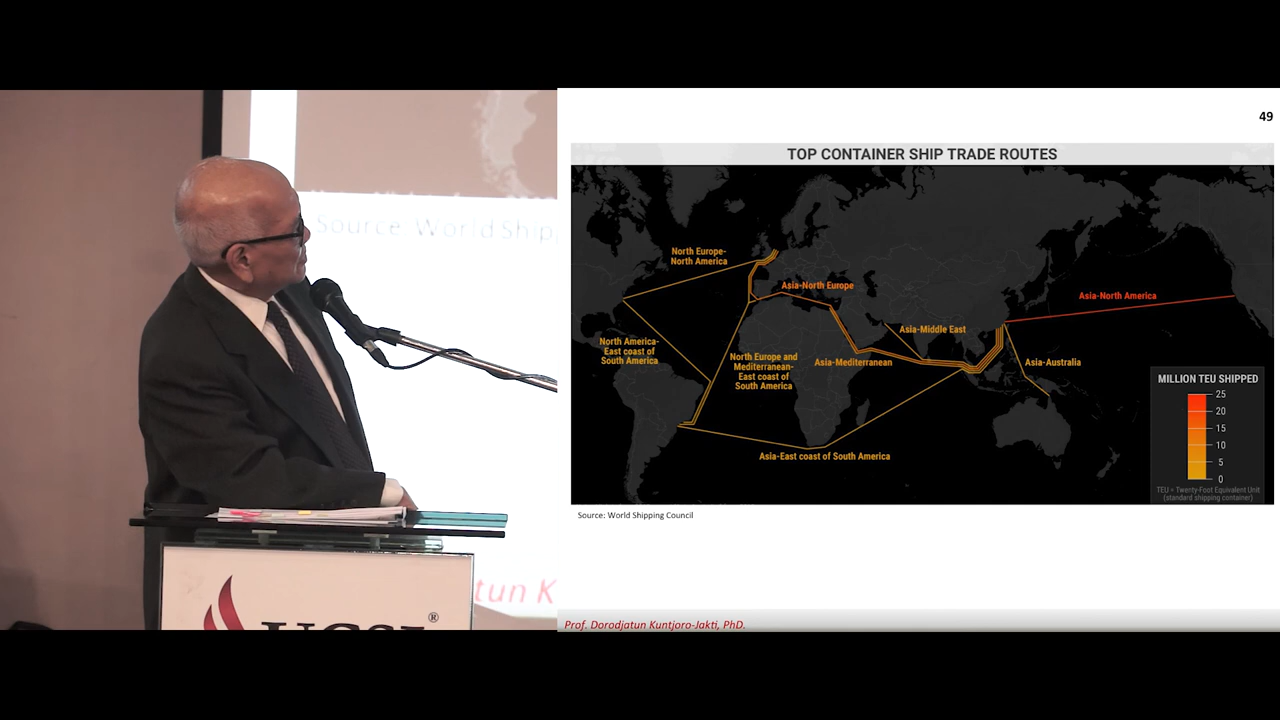 Source: World Shipp
tun K
UCSI
®
49
TOP CONTAINER SHIP TRADE ROUTES
North Europe-
North America
Asia-North Europe
Asia-North America
Asia-Middle East
North America-
East coast of
South America
North Europe and
Mediterranean-
East coast of
South America
Asia-Mediterranean
Asia-Australia
Asia-East coast of South America
MILLION TEU SHIPPED
25
20
15
10
5
0
TEU = Twenty-Foot Equivalent Unit
(standard shipping container)
Source: World Shipping Council
Prof. Dorodjatun Kuntjoro-Jakti, PhD.